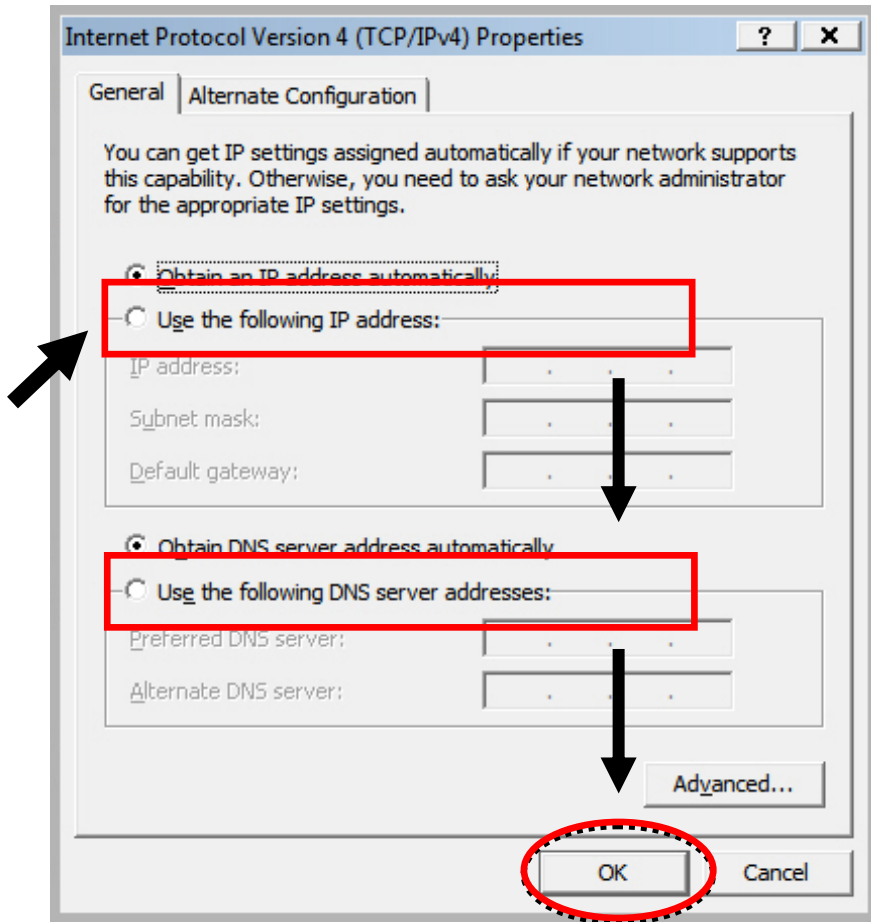 Internet Protocol Version 4 (TCP/IPv4) Properties
?
General
Alternate Configuration
You can get IP settings assigned automatically if your network supports
this capability. Otherwise, you need to ask your network administrator
for the appropriate IP settings.
Obtain an IP address automatically
Use the following IP address:
IP address:
Subnet mask:
Default gateway:
Obtain DNS server address automatically
Use the following DNS server addresses:
Preferred DNS server:
Alternate DNS server:
Advanced...
OK
Cancel